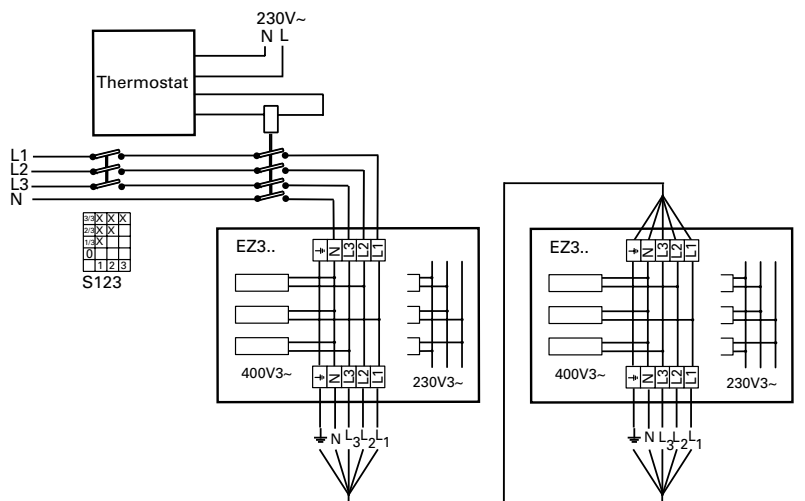 230V~
N L
Thermostat
L1
L2
L3
N
3/3 X X X
2/3 X X
1/3 X
0
1 2 3
S123
EZ3..
⏚ N L3 L2 L1
400V3~
230V3~
⏚ N L3 L2 L1
⏚ N L3 L2 L1
EZ3..
⏚ N L3 L2 L1
400V3~
230V3~
⏚ N L3 L2 L1
⏚ N L3 L2 L1